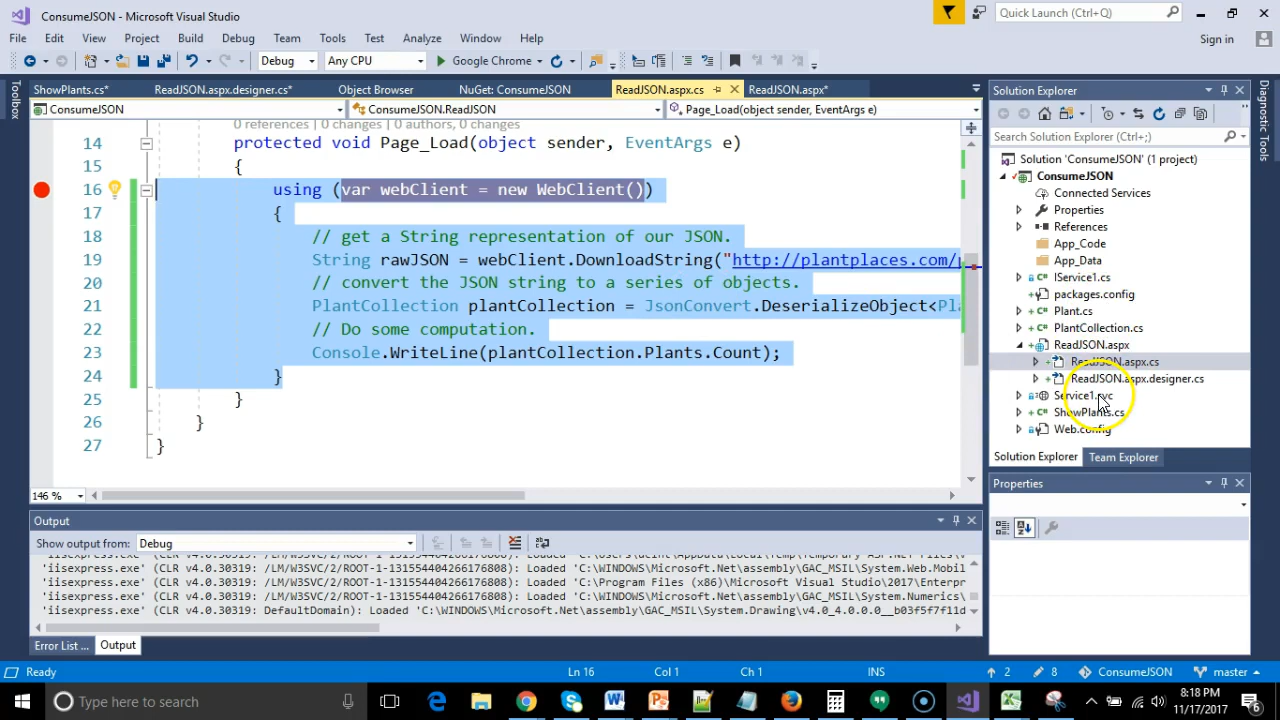 ConsumeJSON - Microsoft Visual Studio
Quick Launch (Ctrl+Q)
File Edit View Project Build Debug Team Tools Test Analyze Window Help
Sign in
Debug Any CPU Google Chrome
Toolbox
ShowPlants.cs* ReadJSON.aspx.designer.cs* Object Browser NuGet: ConsumeJSON ReadJSON.aspx.cs* ReadJSON.aspx*
ConsumeJSON ConsumeJSON.ReadJSON Page_Load(object sender, EventArgs e)
0 references | 0 changes | 0 authors, 0 changes
14 protected void Page_Load(object sender, EventArgs e)
15 {
16 using (var webClient = new WebClient())
17 {
18 // get a String representation of our JSON.
19 String rawJSON = webClient.DownloadString("http://plantplaces.com/
20 // convert the JSON string to a series of objects.
21 PlantCollection plantCollection = JsonConvert.DeserializeObject<Pl
22 // Do some computation.
23 Console.WriteLine(plantCollection.Plants.Count);
24 }
25 }
26 }
27 }
146 %
Output
Show output from: Debug
'iisexpress.exe' (CLR v4.0.30319: /LM/W3SVC/2/ROOT-1-131554404266176808): Loaded 'C:\WINDOWS\Microsoft.Net\assembly\GAC_MSIL\System.Web.Mobil
'iisexpress.exe' (CLR v4.0.30319: /LM/W3SVC/2/ROOT-1-131554404266176808): Loaded 'C:\Program Files (x86)\Microsoft Visual Studio\2017\Enterpr
'iisexpress.exe' (CLR v4.0.30319: /LM/W3SVC/2/ROOT-1-131554404266176808): Loaded 'C:\WINDOWS\Microsoft.Net\assembly\GAC_MSIL\System.Numerics\
'iisexpress.exe' (CLR v4.0.30319: DefaultDomain): Loaded 'C:\WINDOWS\Microsoft.Net\assembly\GAC_MSIL\System.Drawing\v4.0_4.0.0.0__b03f5f7f11d
Error List ... Output
Solution Explorer
Search Solution Explorer (Ctrl+;)
Solution 'ConsumeJSON' (1 project)
ConsumeJSON
Connected Services
Properties
References
App_Code
App_Data
IService1.cs
packages.config
Plant.cs
PlantCollection.cs
ReadJSON.aspx
ReadJSON.aspx.cs
ReadJSON.aspx.designer.cs
Service1.svc
ShowPlants.cs
Web.config
Solution Explorer Team Explorer
Properties
Diagnostic Tools
Ready Ln 16 Col 1 Ch 1 INS 2 8 ConsumeJSON master
Type here to search
8:18 PM
11/17/2017
6